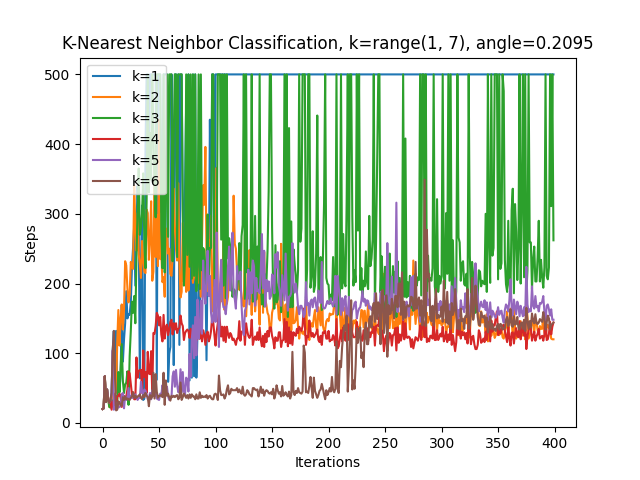 K-Nearest Neighbor Classification, k=range(1, 7), angle=0.2095
500
400
300
200
100
0
Steps
k=1
k=2
k=3
k=4
k=5
k=6
0 50 100 150 200 250 300 350 400
Iterations